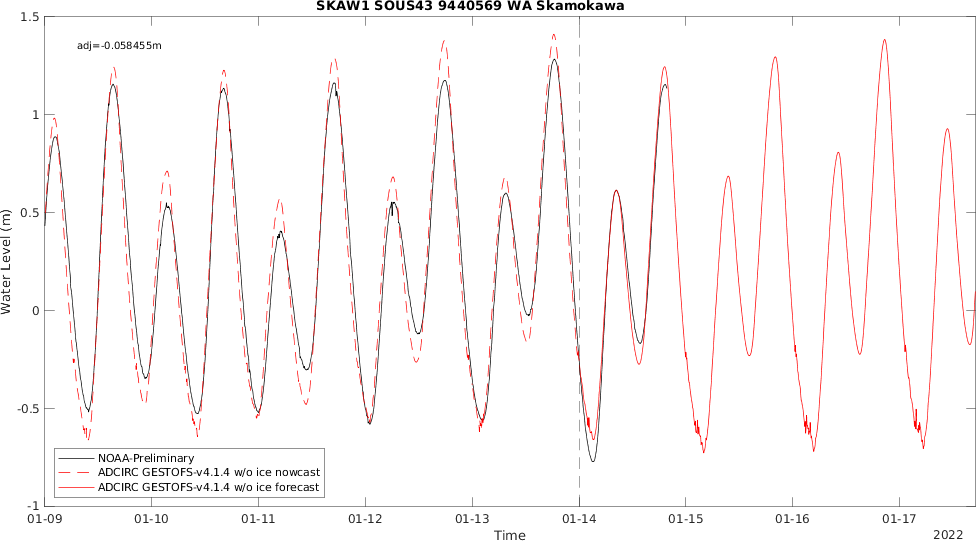 SKAW1 SOUS43 9440569 WA Skamokawa
adj=-0.058455m
1.5
1
0.5
0
-0.5
-1
Water Level (m)
NOAA-Preliminary
ADCIRC GESTOFS-v4.1.4 w/o ice nowcast
ADCIRC GESTOFS-v4.1.4 w/o ice forecast
01-09 01-10 01-11 01-12 01-13 01-14 01-15 01-16 01-17
Time
2022